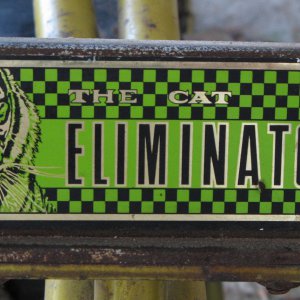 THE CAT
ELIMINATO